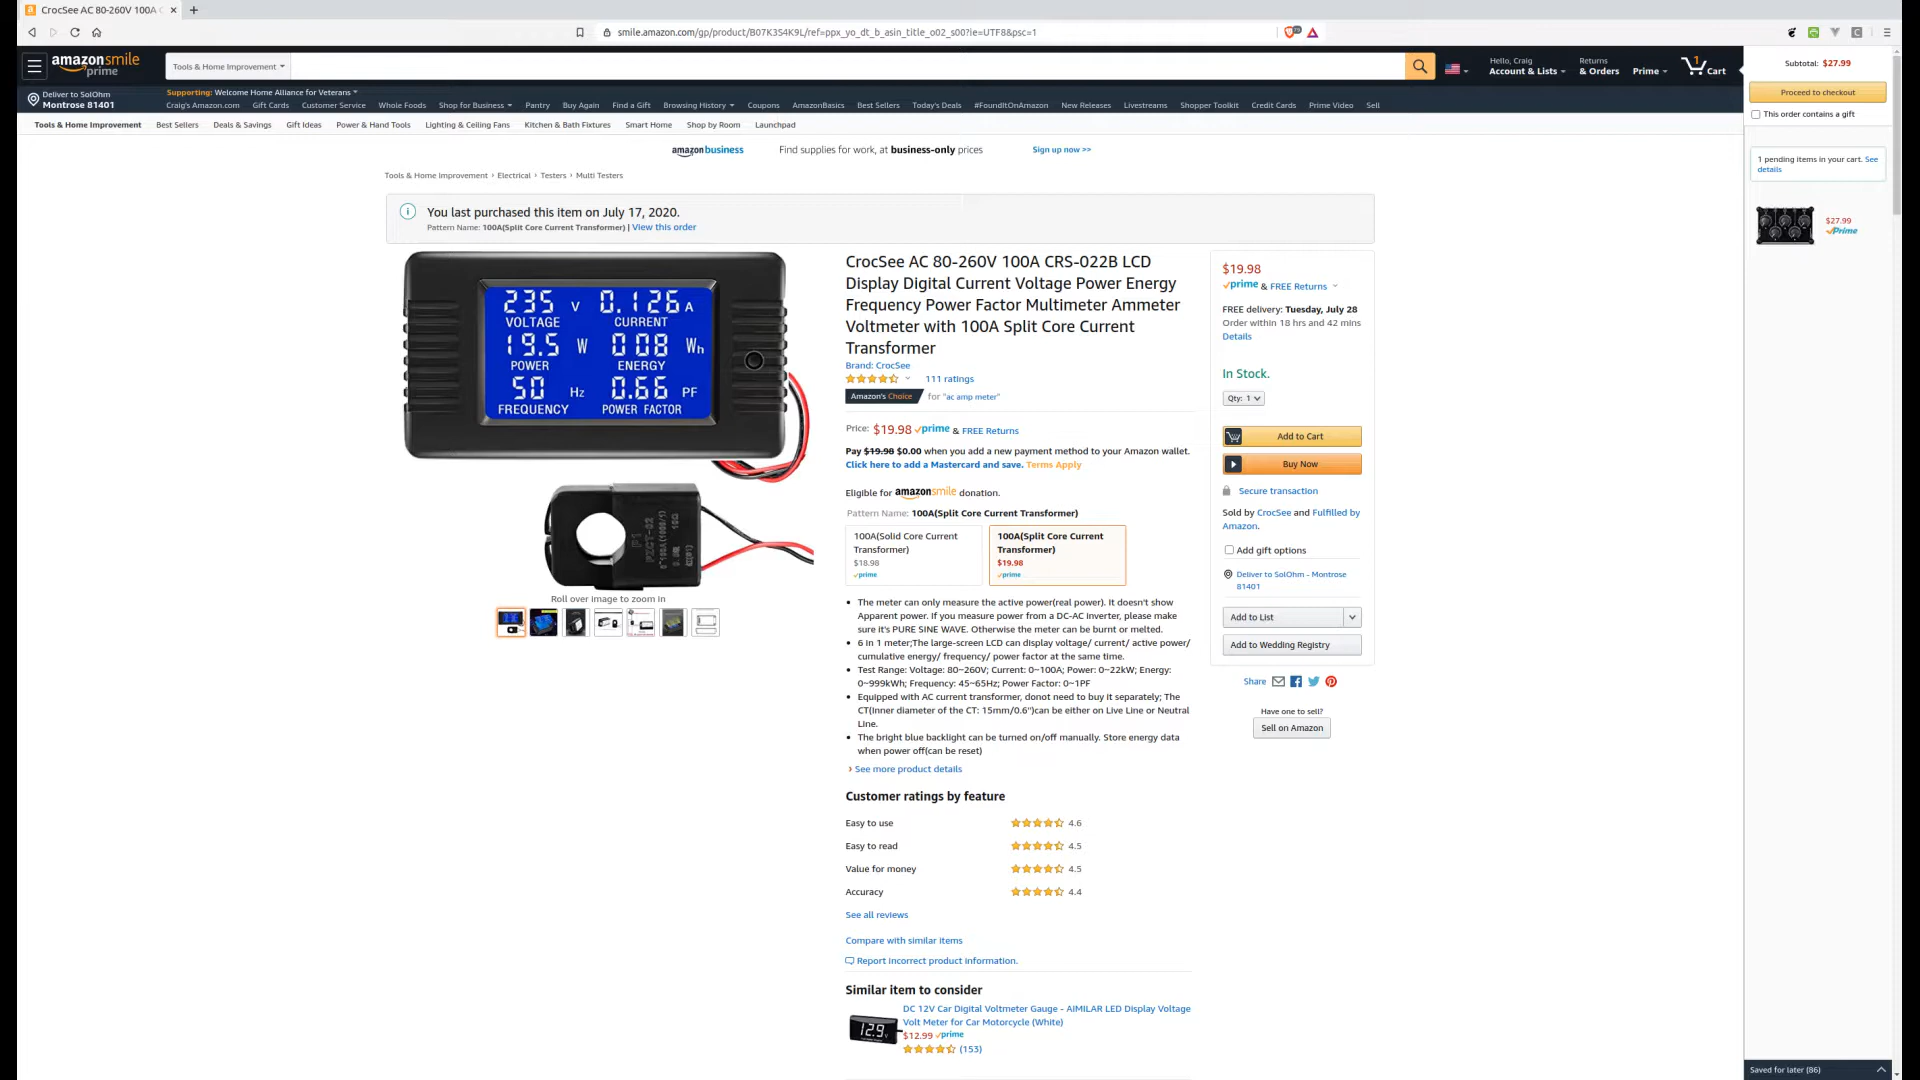 CrocSee AC 80-260V 100A C
smile.amazon.com/gp/product/B07K3S4K9L/ref=ppx_yo_dt_b_asin_title_o02_s00?ie=UTF8&psc=1
amazonsmile
prime
Tools & Home Improvement
Hello, Craig
Account & Lists
Returns
& Orders
Prime
1
Cart
Deliver to SolOhm
Montrose 81401
Supporting: Welcome Home Alliance for Veterans
Craig's Amazon.com Gift Cards Customer Service Whole Foods Shop for Business Pantry Buy Again Find a Gift Browsing History Coupons AmazonBasics Best Sellers Today's Deals #FoundItOnAmazon New Releases Livestreams Shopper Toolkit Credit Cards Prime Video Sell
Tools & Home Improvement Best Sellers Deals & Savings Gift Ideas Power & Hand Tools Lighting & Ceiling Fans Kitchen & Bath Fixtures Smart Home Shop by Room Launchpad
amazonbusiness Find supplies for work, at business-only prices Sign up now >>
Tools & Home Improvement › Electrical › Testers › Multi Testers
You last purchased this item on July 17, 2020.
Pattern Name: 100A(Split Core Current Transformer) | View this order
235 V 0.126 A
VOLTAGE CURRENT
19.5 W 008 Wh
POWER ENERGY
50 Hz 0.66 PF
FREQUENCY POWER FACTOR
Roll over image to zoom in
CrocSee AC 80-260V 100A CRS-022B LCD
Display Digital Current Voltage Power Energy
Frequency Power Factor Multimeter Ammeter
Voltmeter with 100A Split Core Current
Transformer
Brand: CrocSee
111 ratings
Amazon's Choice for "ac amp meter"
Price: $19.98 prime & FREE Returns
Pay $19.98 $0.00 when you add a new payment method to your Amazon wallet.
Click here to add a Mastercard and save. Terms Apply
Eligible for amazonsmile donation.
Pattern Name: 100A(Split Core Current Transformer)
100A(Solid Core Current
Transformer)
$18.98
prime
100A(Split Core Current
Transformer)
$19.98
prime
• The meter can only measure the active power(real power). It doesn't show
Apparent power. If you measure power from a DC-AC inverter, please make
sure it's PURE SINE WAVE. Otherwise the meter can be burnt or melted.
• 6 in 1 meter;The large-screen LCD can display voltage/ current/ active power/
cumulative energy/ frequency/ power factor at the same time.
• Test Range: Voltage: 80~260V; Current: 0~100A; Power: 0~22kW; Energy:
0~999kWh; Frequency: 45~65Hz; Power Factor: 0~1PF
• Equipped with AC current transformer, donot need to buy it separately; The
CT(Inner diameter of the CT: 15mm/0.6")can be either on Live Line or Neutral
Line.
• The bright blue backlight can be turned on/off manually. Store energy data
when power off(can be reset)
› See more product details
Customer ratings by feature
Easy to use 4.6
Easy to read 4.5
Value for money 4.5
Accuracy 4.4
See all reviews
Compare with similar items
Report incorrect product information.
Similar item to consider
12.9
DC 12V Car Digital Voltmeter Gauge - AIMILAR LED Display Voltage
Volt Meter for Car Motorcycle (White)
$12.99 prime
(153)
$19.98
prime & FREE Returns
FREE delivery: Tuesday, July 28
Order within 18 hrs and 42 mins
Details
In Stock.
Qty: 1
Add to Cart
Buy Now
Secure transaction
Sold by CrocSee and Fulfilled by
Amazon.
Add gift options
Deliver to SolOhm - Montrose
81401
Add to List
Add to Wedding Registry
Share
Have one to sell?
Sell on Amazon
Subtotal: $27.99
Proceed to checkout
This order contains a gift
1 pending items in your cart. See
details
$27.99
prime
Saved for later (86)